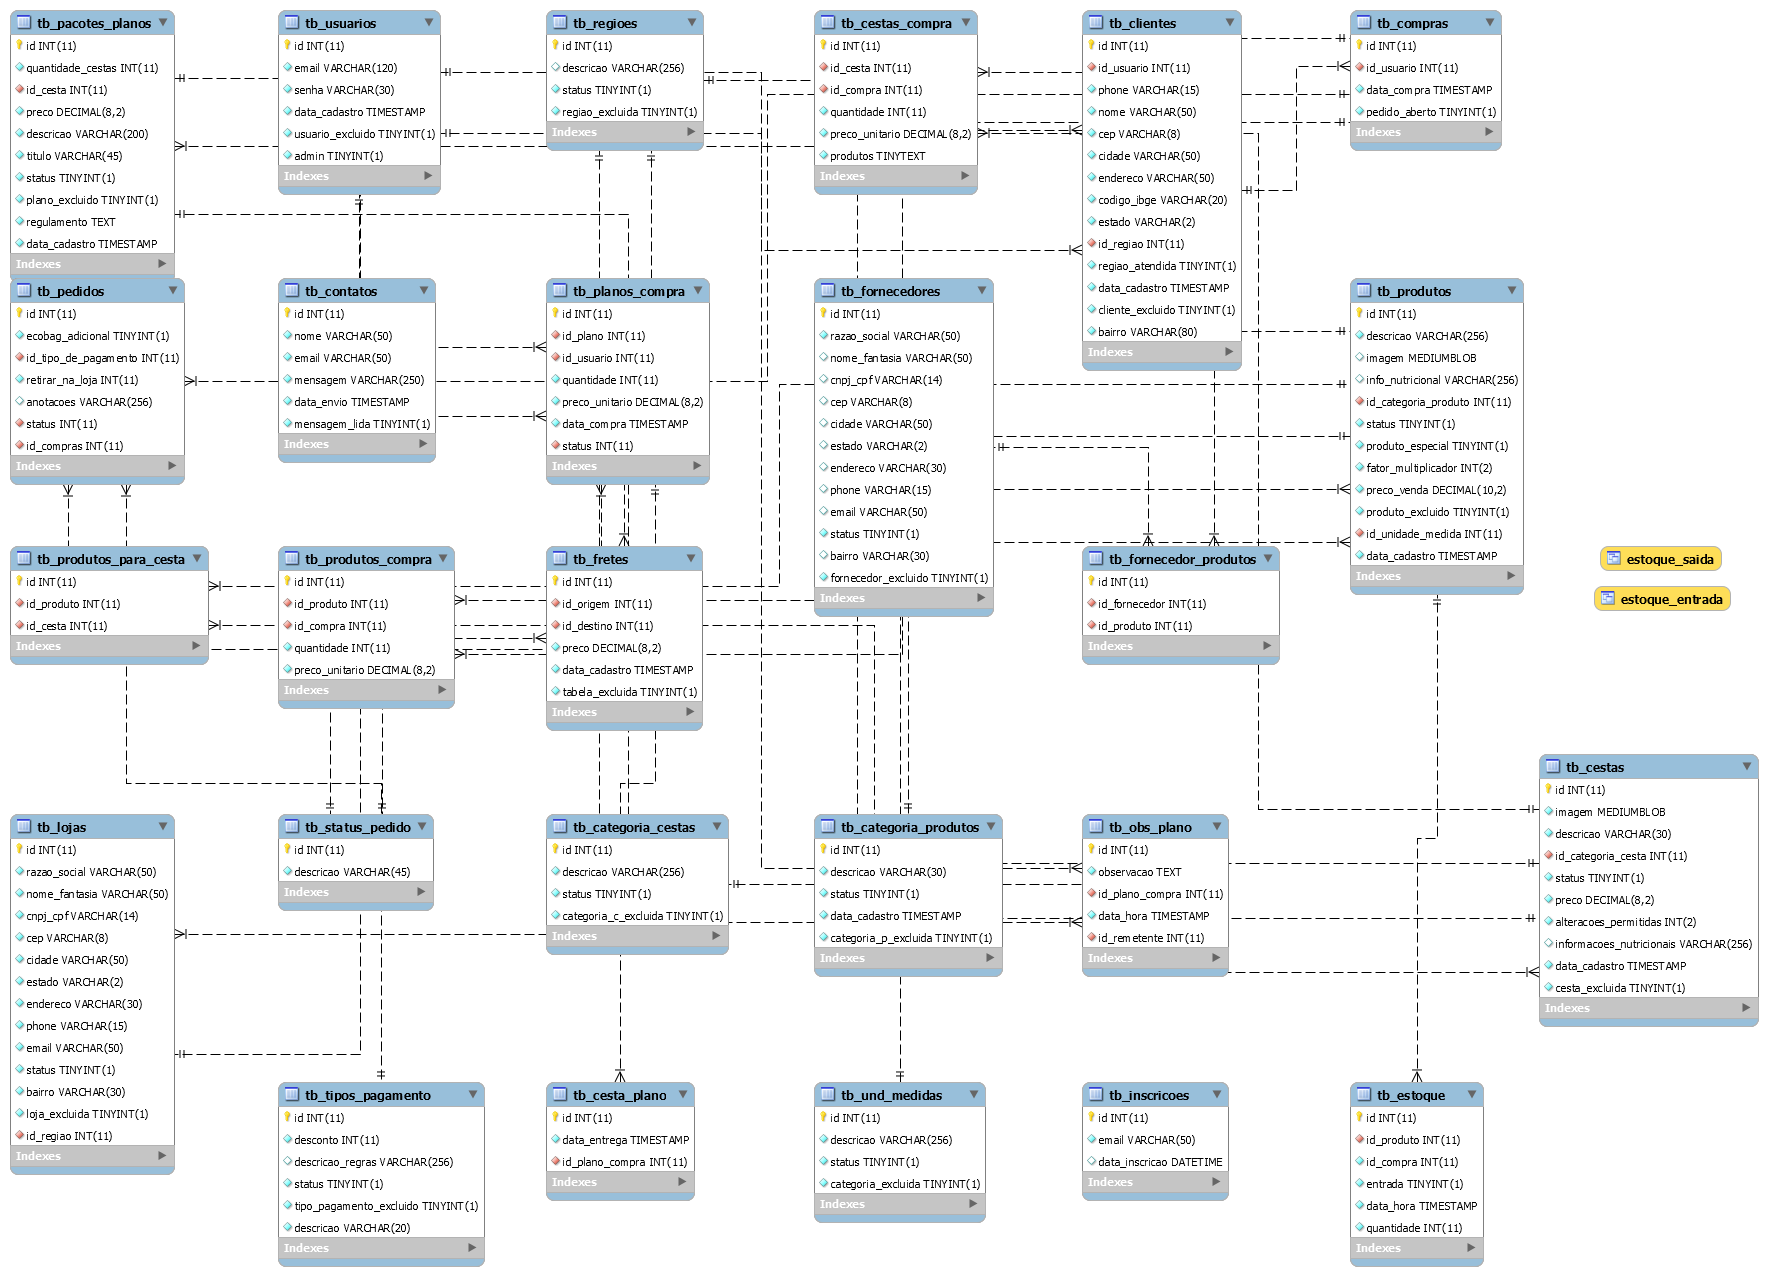 tb_pacotes_planos
id INT(11)
quantidade_cestas INT(11)
id_cesta INT(11)
preco DECIMAL(8,2)
descricao VARCHAR(200)
titulo VARCHAR(45)
status TINYINT(1)
plano_excluido TINYINT(1)
regulamento TEXT
data_cadastro TIMESTAMP
Indexes
tb_usuarios
id INT(11)
email VARCHAR(120)
senha VARCHAR(30)
data_cadastro TIMESTAMP
usuario_excluido TINYINT(1)
admin TINYINT(1)
Indexes
tb_regioes
id INT(11)
descricao VARCHAR(256)
status TINYINT(1)
regiao_excluida TINYINT(1)
Indexes
tb_cestas_compra
id INT(11)
id_cesta INT(11)
id_compra INT(11)
quantidade INT(11)
preco_unitario DECIMAL(8,2)
produtos TINYTEXT
Indexes
tb_clientes
id INT(11)
id_usuario INT(11)
phone VARCHAR(15)
nome VARCHAR(50)
cep VARCHAR(8)
cidade VARCHAR(50)
endereco VARCHAR(50)
codigo_ibge VARCHAR(20)
estado VARCHAR(2)
id_regiao INT(11)
regiao_atendida TINYINT(1)
data_cadastro TIMESTAMP
cliente_excluido TINYINT(1)
bairro VARCHAR(80)
Indexes
tb_compras
id INT(11)
id_usuario INT(11)
data_compra TIMESTAMP
pedido_aberto TINYINT(1)
Indexes
tb_pedidos
id INT(11)
ecobag_adicional TINYINT(1)
id_tipo_de_pagamento INT(11)
retirar_na_loja INT(11)
anotacoes VARCHAR(256)
status INT(11)
id_compras INT(11)
Indexes
tb_contatos
id INT(11)
nome VARCHAR(50)
email VARCHAR(50)
mensagem VARCHAR(250)
data_envio TIMESTAMP
mensagem_lida TINYINT(1)
Indexes
tb_planos_compra
id INT(11)
id_plano INT(11)
id_usuario INT(11)
quantidade INT(11)
preco_unitario DECIMAL(8,2)
data_compra TIMESTAMP
status INT(11)
Indexes
tb_fornecedores
id INT(11)
razao_social VARCHAR(50)
nome_fantasia VARCHAR(50)
cnpj_cpf VARCHAR(14)
cep VARCHAR(8)
cidade VARCHAR(50)
estado VARCHAR(2)
endereco VARCHAR(30)
phone VARCHAR(15)
email VARCHAR(50)
status TINYINT(1)
bairro VARCHAR(30)
fornecedor_excluido TINYINT(1)
Indexes
tb_produtos
id INT(11)
descricao VARCHAR(256)
imagem MEDIUMBLOB
info_nutricional VARCHAR(256)
id_categoria_produto INT(11)
status TINYINT(1)
produto_especial TINYINT(1)
fator_multiplicador INT(2)
preco_venda DECIMAL(10,2)
produto_excluido TINYINT(1)
id_unidade_medida INT(11)
data_cadastro TIMESTAMP
Indexes
tb_produtos_para_cesta
id INT(11)
id_produto INT(11)
id_cesta INT(11)
Indexes
tb_produtos_compra
id INT(11)
id_produto INT(11)
id_compra INT(11)
quantidade INT(11)
preco_unitario DECIMAL(8,2)
Indexes
tb_fretes
id INT(11)
id_origem INT(11)
id_destino INT(11)
preco DECIMAL(8,2)
data_cadastro TIMESTAMP
tabela_excluida TINYINT(1)
Indexes
tb_fornecedor_produtos
id INT(11)
id_fornecedor INT(11)
id_produto INT(11)
Indexes
estoque_saida
estoque_entrada
tb_cestas
id INT(11)
imagem MEDIUMBLOB
descricao VARCHAR(30)
id_categoria_cesta INT(11)
status TINYINT(1)
preco DECIMAL(8,2)
alteracoes_permitidas INT(2)
informacoes_nutricionais VARCHAR(256)
data_cadastro TIMESTAMP
cesta_excluida TINYINT(1)
Indexes
tb_lojas
id INT(11)
razao_social VARCHAR(50)
nome_fantasia VARCHAR(50)
cnpj_cpf VARCHAR(14)
cep VARCHAR(8)
cidade VARCHAR(50)
estado VARCHAR(2)
endereco VARCHAR(30)
phone VARCHAR(15)
email VARCHAR(50)
status TINYINT(1)
bairro VARCHAR(30)
loja_excluida TINYINT(1)
id_regiao INT(11)
Indexes
tb_status_pedido
id INT(11)
descricao VARCHAR(45)
Indexes
tb_categoria_cestas
id INT(11)
descricao VARCHAR(256)
status TINYINT(1)
categoria_c_excluida TINYINT(1)
Indexes
tb_categoria_produtos
id INT(11)
descricao VARCHAR(30)
status TINYINT(1)
data_cadastro TIMESTAMP
categoria_p_excluida TINYINT(1)
Indexes
tb_obs_plano
id INT(11)
observacao TEXT
id_plano_compra INT(11)
data_hora TIMESTAMP
id_remetente INT(11)
Indexes
tb_tipos_pagamento
id INT(11)
desconto INT(11)
descricao_regras VARCHAR(256)
status TINYINT(1)
tipo_pagamento_excluido TINYINT(1)
descricao VARCHAR(20)
Indexes
tb_cesta_plano
id INT(11)
data_entrega TIMESTAMP
id_plano_compra INT(11)
Indexes
tb_und_medidas
id INT(11)
descricao VARCHAR(256)
status TINYINT(1)
categoria_excluida TINYINT(1)
Indexes
tb_inscricoes
id INT(11)
email VARCHAR(50)
data_inscricao DATETIME
Indexes
tb_estoque
id INT(11)
id_produto INT(11)
id_compra INT(11)
entrada TINYINT(1)
data_hora TIMESTAMP
quantidade INT(11)
Indexes